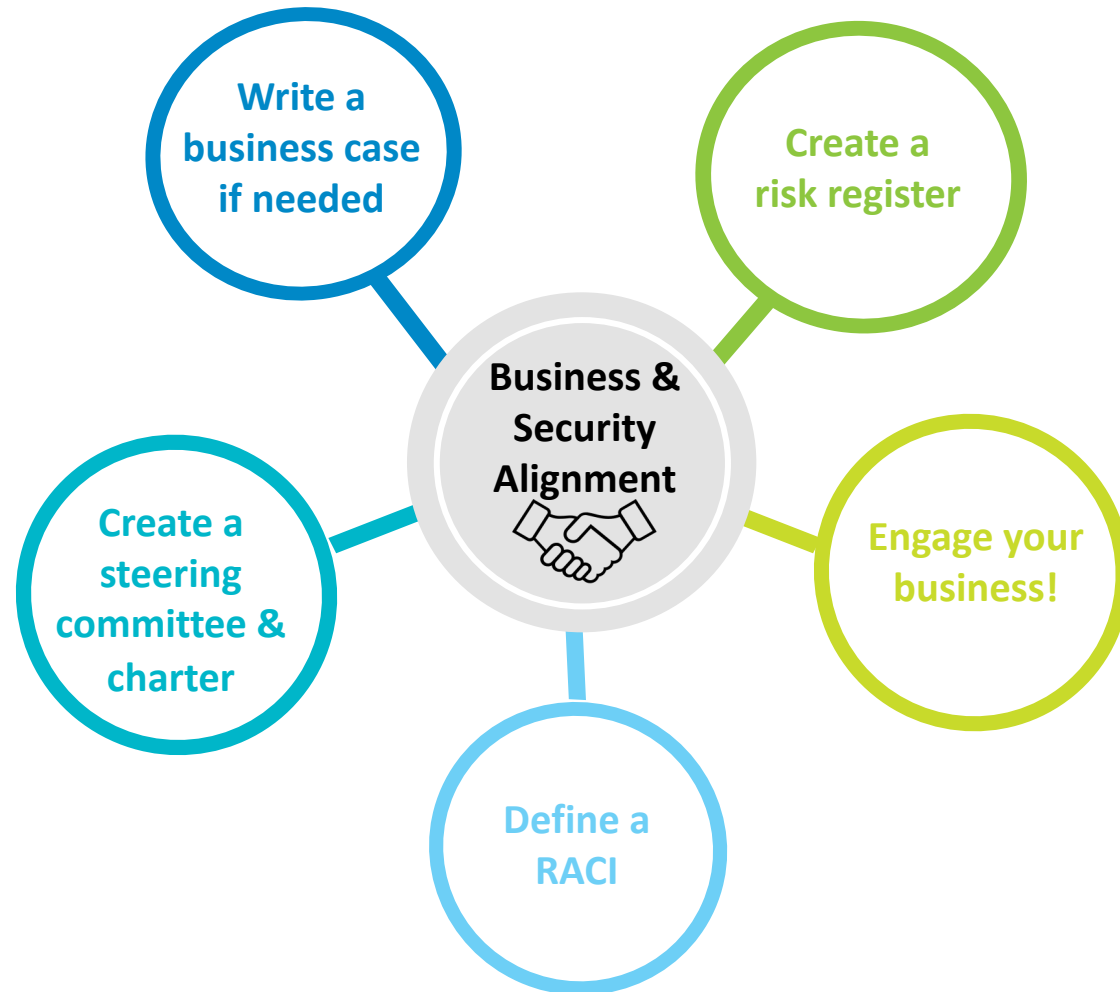 Write a
business case
if needed
Create a
risk register
Business &
Security
Alignment
Create a
steering
committee &
charter
Engage your
business!
Define a
RACI